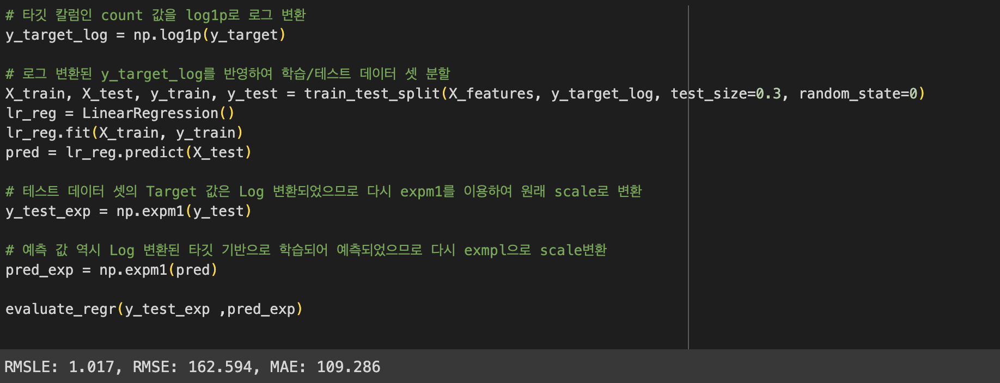 # 타깃 칼럼인 count 값을 log1p로 로그 변환
y_target_log = np.log1p(y_target)
# 로그 변환된 y_target_log를 반영하여 학습/테스트 데이터 셋 분할
X_train, X_test, y_train, y_test = train_test_split(X_features, y_target_log, test_size=0.3, random_state=0)
lr_reg = LinearRegression()
lr_reg.fit(X_train, y_train)
pred = lr_reg.predict(X_test)
# 테스트 데이터 셋의 Target 값은 Log 변환되었으므로 다시 expm1를 이용하여 원래 scale로 변환
y_test_exp = np.expm1(y_test)
# 예측 값 역시 Log 변환된 타깃 기반으로 학습되어 예측되었으므로 다시 exmpl으로 scale변환
pred_exp = np.expm1(pred)
evaluate_regr(y_test_exp ,pred_exp)
RMSLE: 1.017, RMSE: 162.594, MAE: 109.286